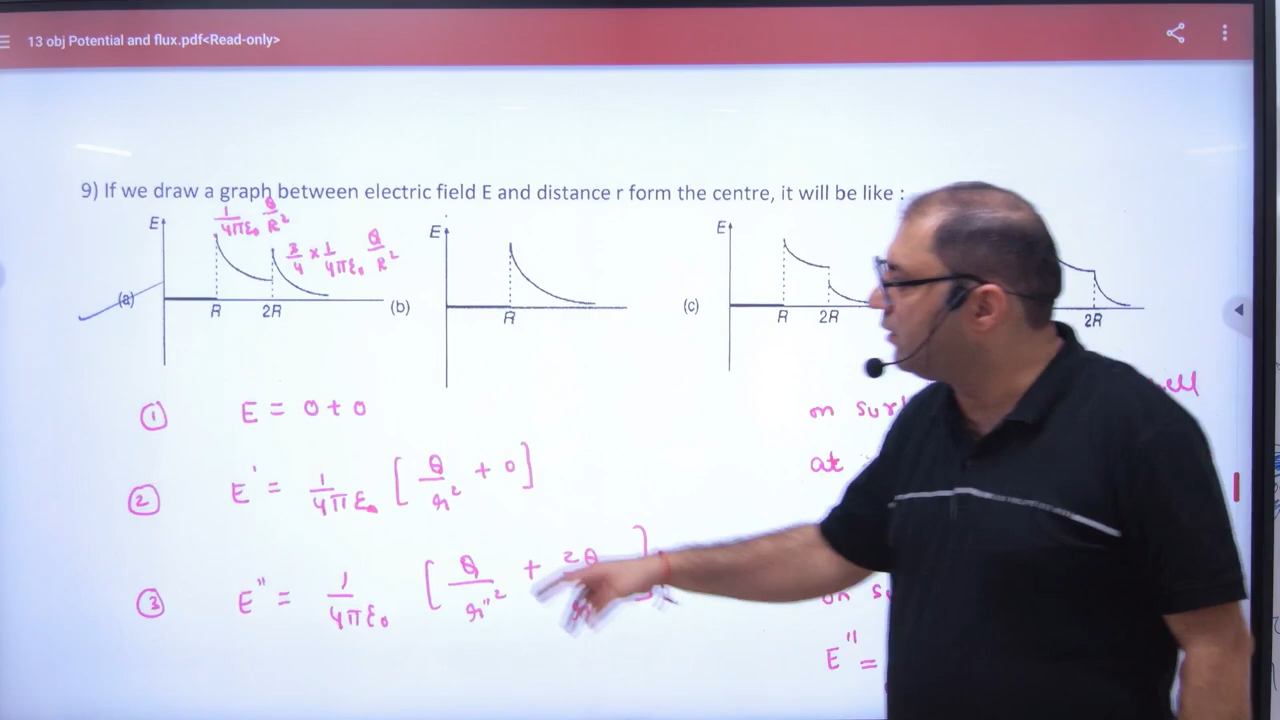 13 obj Potential and flux.pdf<Read-only>
9) If we draw a graph between electric field E and distance r form the centre, it will be like :
1/4πε₀ Q/R²
3/4 × 1/4πε₀ Q/R²
E
(a)
R 2R
E
(b)
R
E
(c)
R 2R
2R
① E = 0 + 0
② E' = 1/4πε₀ [Q/r² + 0]
③ E" = 1/4πε₀ [Q/r"² + 2Q
on
at
on
E" =